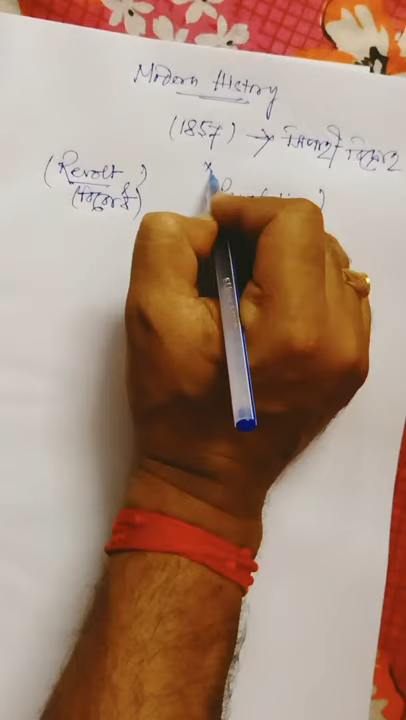 Modern History
(1857) → सिपाही विद्रोह
(Revolt)
(विद्रोह)